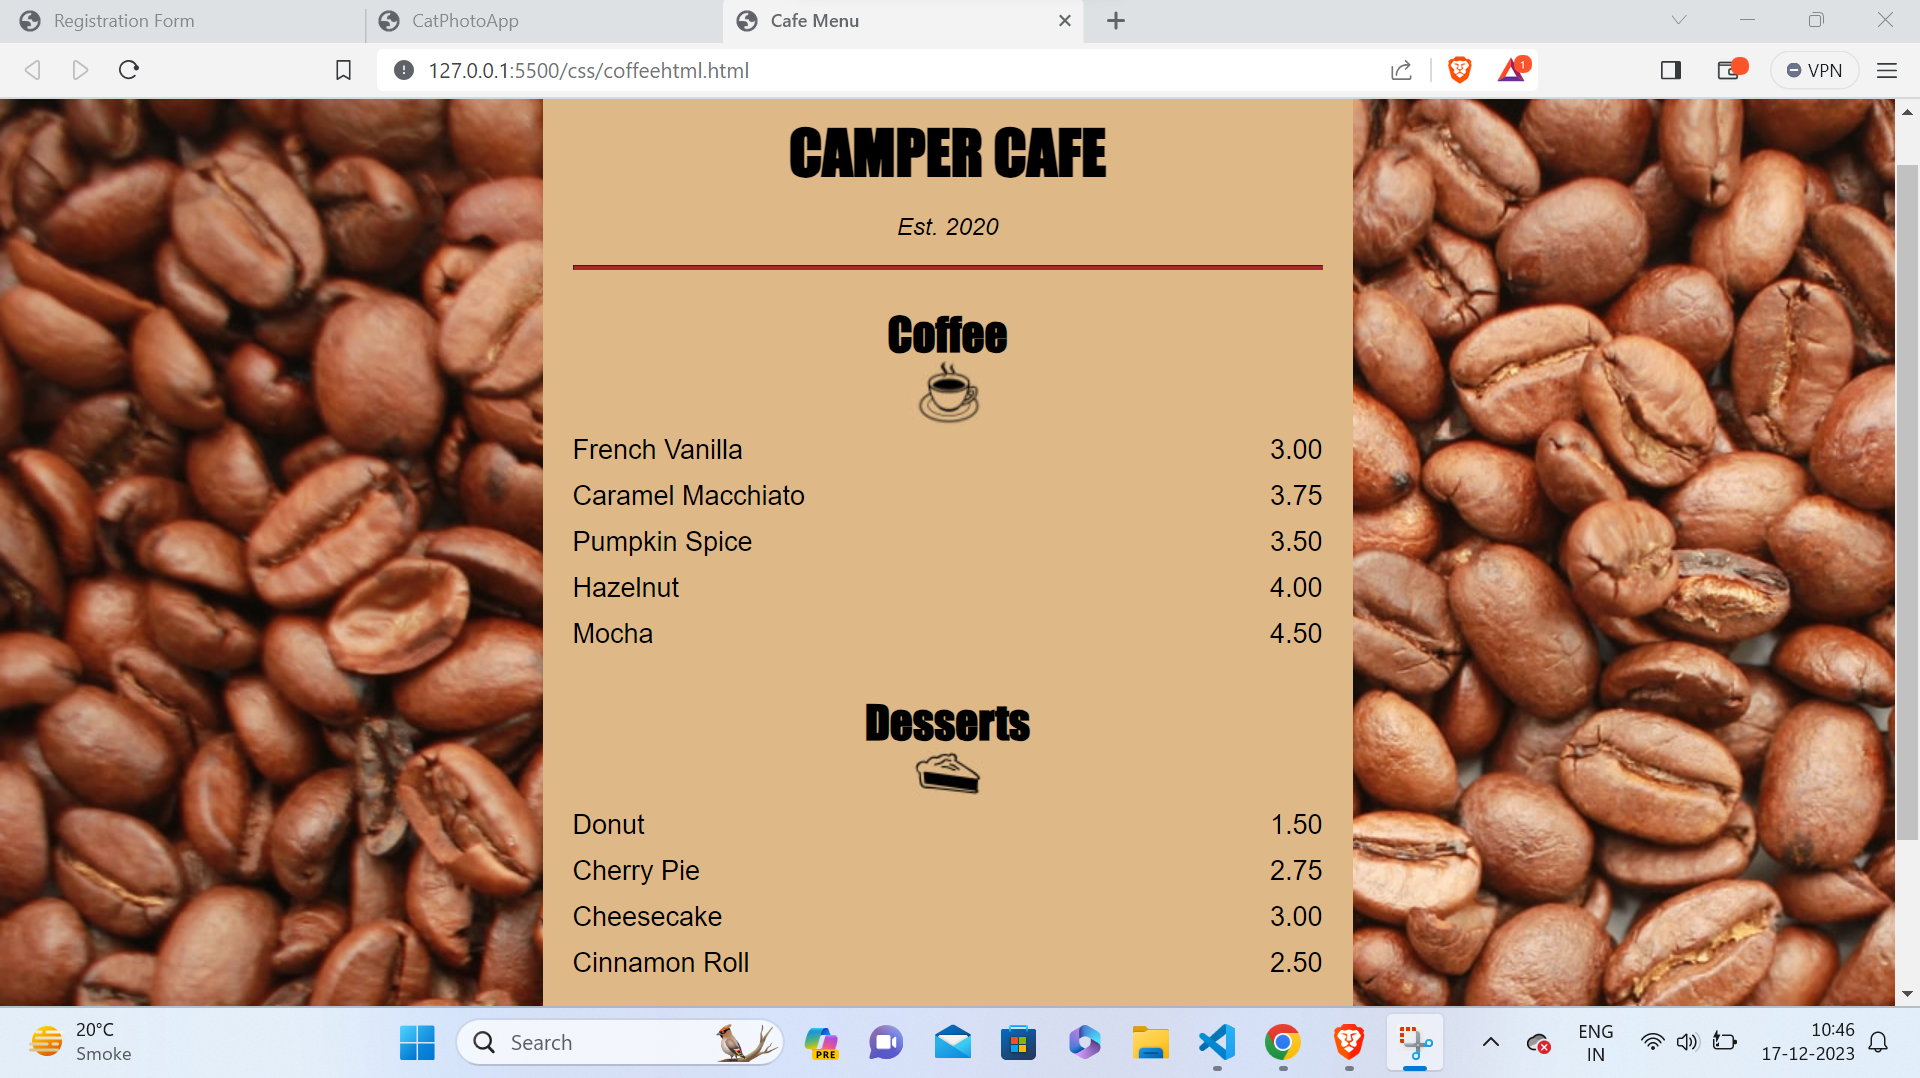 Registration Form
CatPhotoApp
Cafe Menu
127.0.0.1:5500/css/coffeehtml.html
1
VPN
CAMPER CAFE
Est. 2020
Coffee
French Vanilla 3.00
Caramel Macchiato 3.75
Pumpkin Spice 3.50
Hazelnut 4.00
Mocha 4.50
Desserts
Donut 1.50
Cherry Pie 2.75
Cheesecake 3.00
Cinnamon Roll 2.50
20°C
Smoke
Search
PRE
ENG
IN
10:46
17-12-2023